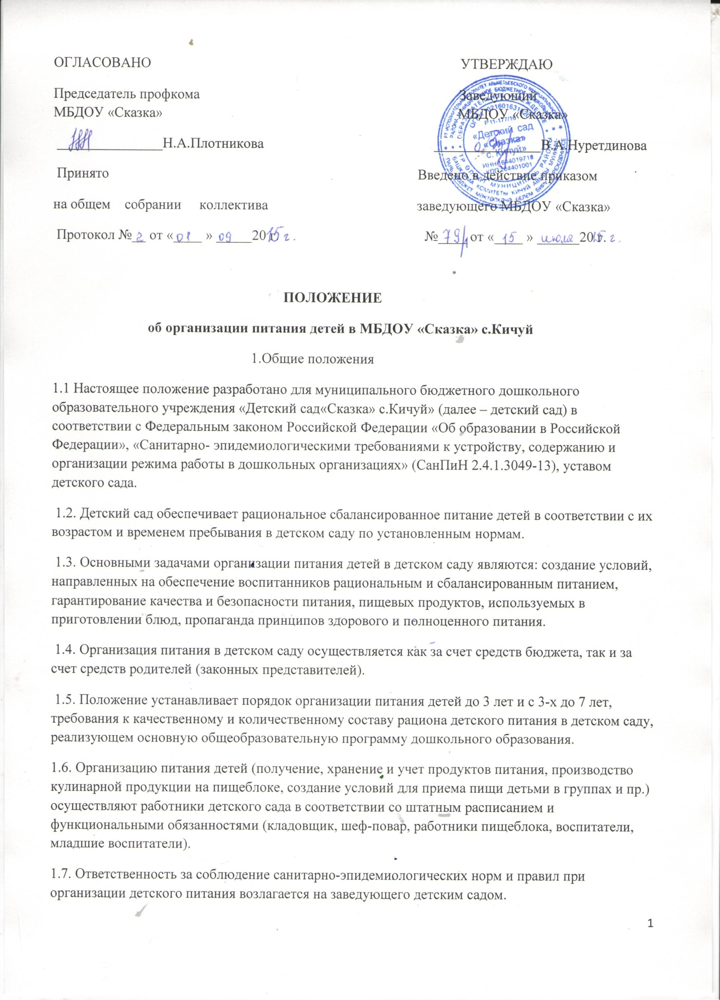 ОГЛАСОВАНО
УТВЕРЖДАЮ
Председатель профкома
Заведующий
МБДОУ «Сказка»
МБДОУ «Сказка»
_______________Н.А.Плотникова
_______________В.А.Нуретдинова
«Детский сад
«Сказка»
с. Кичуй»
ИНН 1644019718
КПП 164401001
Принято
Введено в действие приказом
на общем собрании коллектива
заведующего МБДОУ «Сказка»
Протокол № 2 от « 01 » 09 2015 г.
№ 79/1 от « 15 » июля 2015 г.
ПОЛОЖЕНИЕ
об организации питания детей в МБДОУ «Сказка» с.Кичуй
1.Общие положения
1.1 Настоящее положение разработано для муниципального бюджетного дошкольного
образовательного учреждения «Детский сад«Сказка» с.Кичуй» (далее – детский сад) в
соответствии с Федеральным законом Российской Федерации «Об образовании в Российской
Федерации», «Санитарно- эпидемиологическими требованиями к устройству, содержанию и
организации режима работы в дошкольных организациях» (СанПиН 2.4.1.3049-13), уставом
детского сада.
1.2. Детский сад обеспечивает рациональное сбалансированное питание детей в соответствии с их
возрастом и временем пребывания в детском саду по установленным нормам.
1.3. Основными задачами организации питания детей в детском саду являются: создание условий,
направленных на обеспечение воспитанников рациональным и сбалансированным питанием,
гарантирование качества и безопасности питания, пищевых продуктов, используемых в
приготовлении блюд, пропаганда принципов здорового и полноценного питания.
1.4. Организация питания в детском саду осуществляется как за счет средств бюджета, так и за
счет средств родителей (законных представителей).
1.5. Положение устанавливает порядок организации питания детей до 3 лет и с 3-х до 7 лет,
требования к качественному и количественному составу рациона детского питания в детском саду,
реализующем основную общеобразовательную программу дошкольного образования.
1.6. Организацию питания детей (получение, хранение и учет продуктов питания, производство
кулинарной продукции на пищеблоке, создание условий для приема пищи детьми в группах и пр.)
осуществляют работники детского сада в соответствии со штатным расписанием и
функциональными обязанностями (кладовщик, шеф-повар, работники пищеблока, воспитатели,
младшие воспитатели).
1.7. Ответственность за соблюдение санитарно-эпидемиологических норм и правил при
организации детского питания возлагается на заведующего детским садом.
1